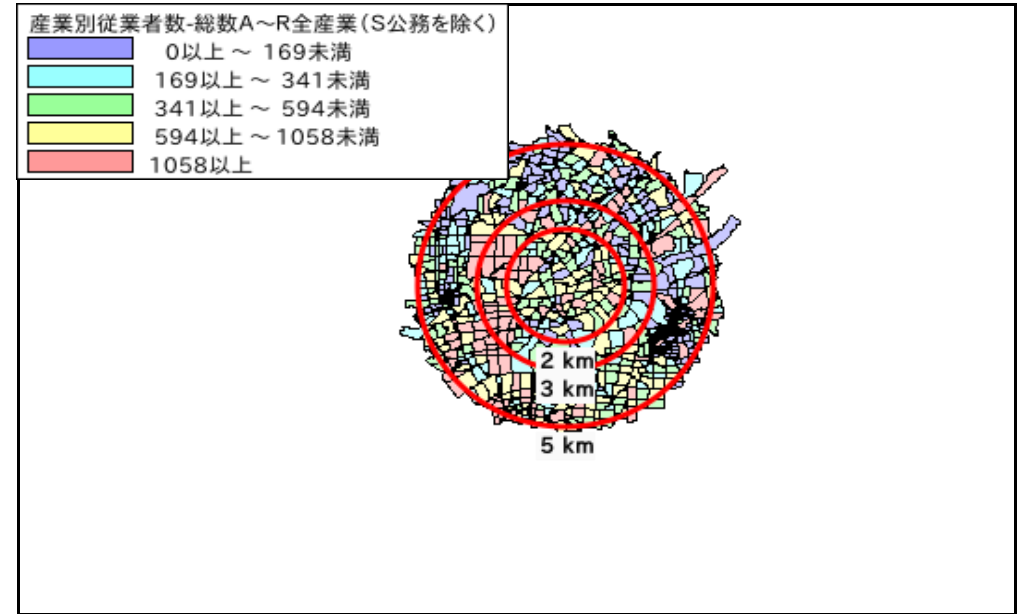 産業別従業者数-総数A～R全産業(S公務を除く)
0以上 ～ 169未満
169以上 ～ 341未満
341以上 ～ 594未満
594以上 ～ 1058未満
1058以上
2 km
3 km
5 km